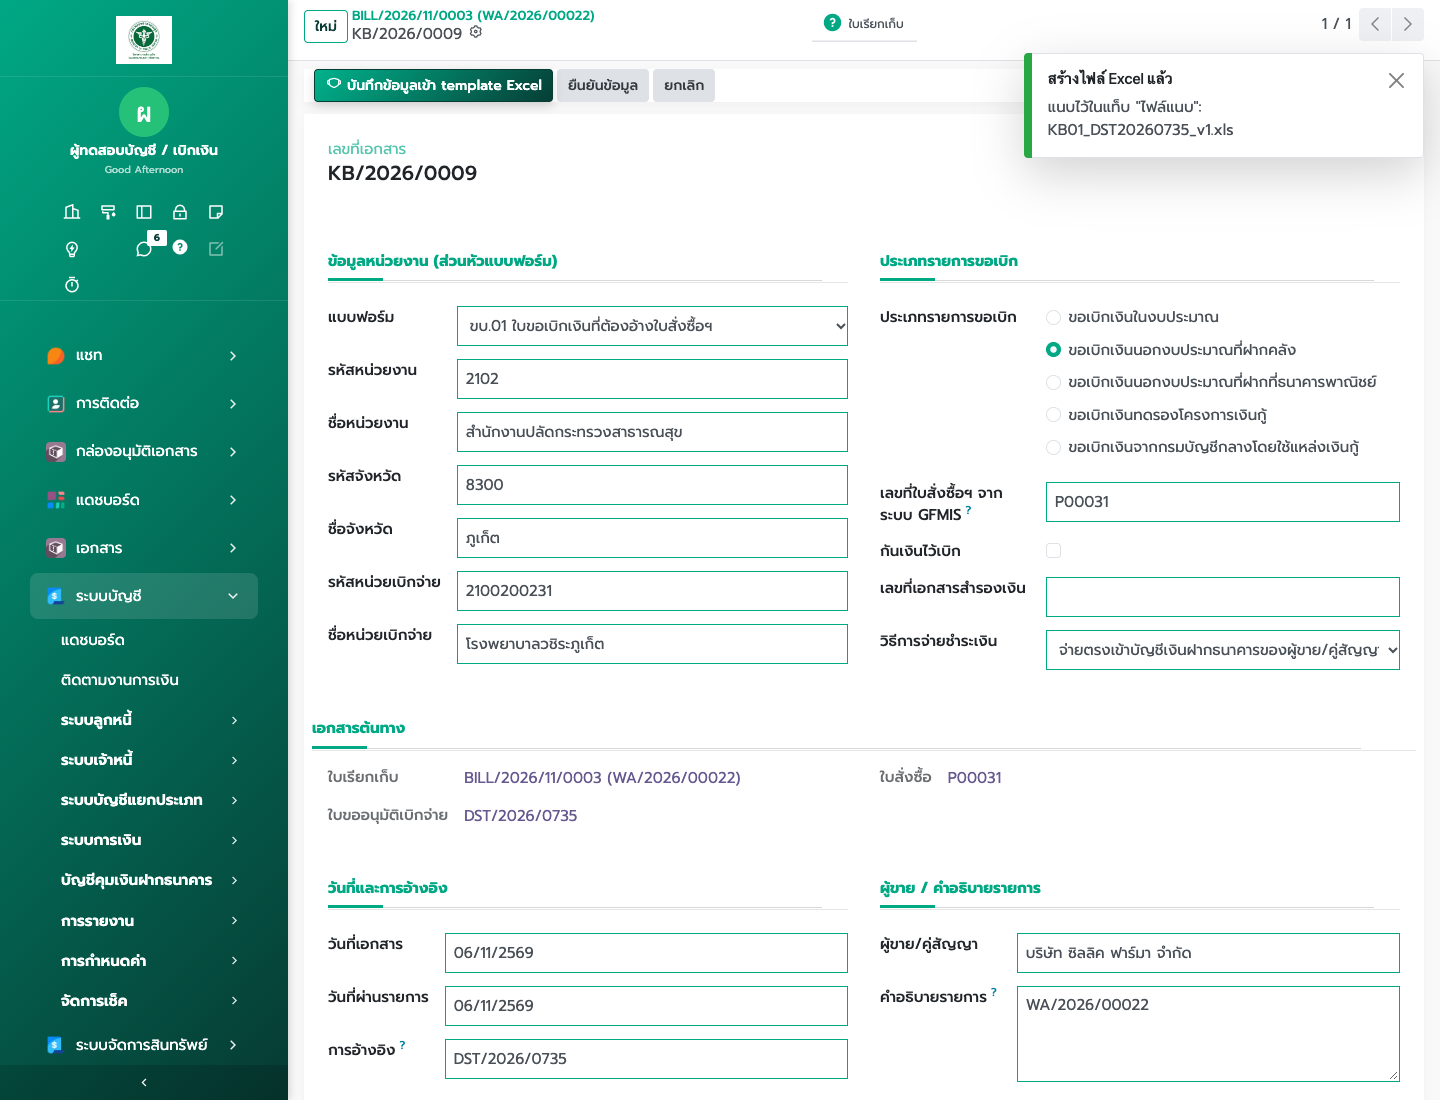 ใหม่
BILL/2026/11/0003 (WA/2026/00022)
KB/2026/0009
? ใบเรียกเก็บ
1 / 1
บันทึกข้อมูลเข้า template Excel
ยืนยันข้อมูล
ยกเลิก
สร้างไฟล์ Excel แล้ว
แนบไว้ในแท็บ "ไฟล์แนบ":
KB01_DST20260735_v1.xls
ผ
ผู้ทดสอบบัญชี / เบิกเงิน
Good Afternoon
6
?
แชท
การติดต่อ
กล่องอนุมัติเอกสาร
แดชบอร์ด
เอกสาร
ระบบบัญชี
แดชบอร์ด
ติดตามงานการเงิน
ระบบลูกหนี้
ระบบเจ้าหนี้
ระบบบัญชีแยกประเภท
ระบบการเงิน
บัญชีคุมเงินฝากธนาคาร
การรายงาน
การกำหนดค่า
จัดการเช็ค
ระบบจัดการสินทรัพย์
เลขที่เอกสาร
KB/2026/0009
ข้อมูลหน่วยงาน (ส่วนหัวแบบฟอร์ม)
แบบฟอร์ม
ขบ.01 ใบขอเบิกเงินที่ต้องอ้างใบสั่งซื้อฯ
รหัสหน่วยงาน
2102
ชื่อหน่วยงาน
สำนักงานปลัดกระทรวงสาธารณสุข
รหัสจังหวัด
8300
ชื่อจังหวัด
ภูเก็ต
รหัสหน่วยเบิกจ่าย
2100200231
ชื่อหน่วยเบิกจ่าย
โรงพยาบาลวชิระภูเก็ต
ประเภทรายการขอเบิก
ประเภทรายการขอเบิก
ขอเบิกเงินในงบประมาณ
ขอเบิกเงินนอกงบประมาณที่ฝากคลัง
ขอเบิกเงินนอกงบประมาณที่ฝากที่ธนาคารพาณิชย์
ขอเบิกเงินทดรองโครงการเงินกู้
ขอเบิกเงินจากกรมบัญชีกลางโดยใช้แหล่งเงินกู้
เลขที่ใบสั่งซื้อฯ จาก
ระบบ GFMIS ?
P00031
กันเงินไว้เบิก
เลขที่เอกสารสำรองเงิน
วิธีการจ่ายชำระเงิน
จ่ายตรงเข้าบัญชีเงินฝากธนาคารของผู้ขาย/คู่สัญญา
เอกสารต้นทาง
ใบเรียกเก็บ
BILL/2026/11/0003 (WA/2026/00022)
ใบสั่งซื้อ
P00031
ใบขออนุมัติเบิกจ่าย
DST/2026/0735
วันที่และการอ้างอิง
วันที่เอกสาร
06/11/2569
วันที่ผ่านรายการ
06/11/2569
การอ้างอิง ?
DST/2026/0735
ผู้ขาย / คำอธิบายรายการ
ผู้ขาย/คู่สัญญา
บริษัท ซิลลิค ฟาร์มา จำกัด
คำอธิบายรายการ ?
WA/2026/00022